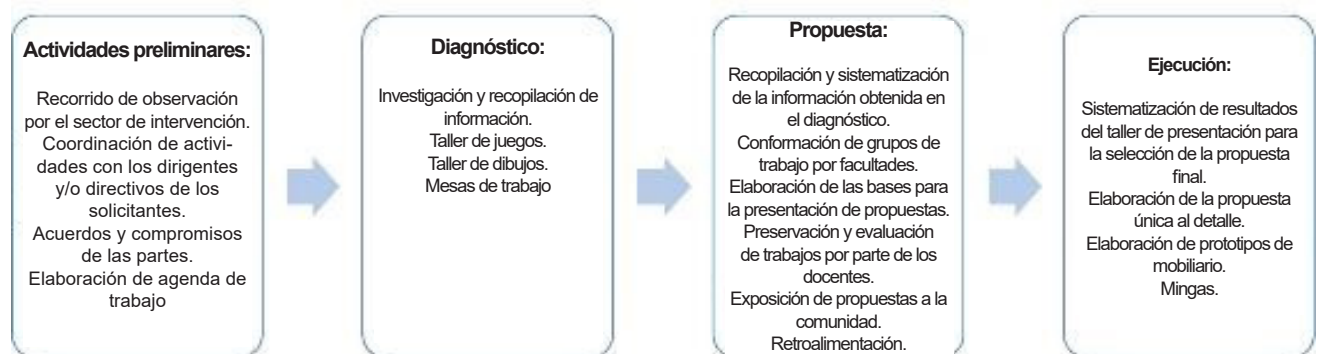 Actividades preliminares:
Recorrido de observación
por el sector de intervención.
Coordinación de activi-
dades con los dirigentes
y/o directivos de los
solicitantes.
Acuerdos y compromisos
de las partes.
Elaboración de agenda de
trabajo
Diagnóstico:
Investigación y recopilación de
información.
Taller de juegos.
Taller de dibujos.
Mesas de trabajo
Propuesta:
Recopilación y sistematización
de la información obtenida en
el diagnóstico.
Conformación de grupos de
trabajo por facultades.
Elaboración de las bases para
la presentación de propuestas.
Preservación y evaluación
de trabajos por parte de los
docentes.
Exposición de propuestas a la
comunidad.
Retroalimentación.
Ejecución:
Sistematización de resultados
del taller de presentación para
la selección de la propuesta
final.
Elaboración de la propuesta
única al detalle.
Elaboración de prototipos de
mobiliario.
Mingas.